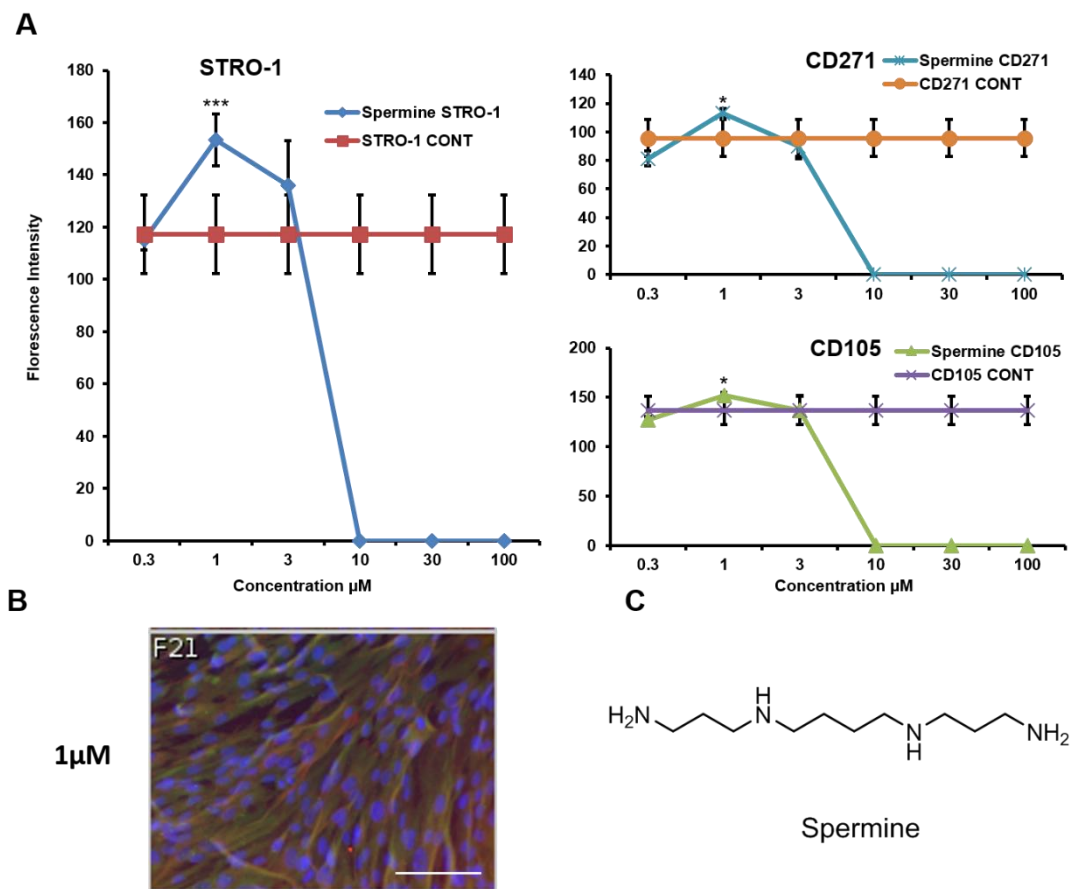 A
STRO-1
180
160
140
120
100
80
60
40
20
0
Florescence Intensity
***
Spermine STRO-1
STRO-1 CONT
0.3 1 3 10 30 100
Concentration µM
CD271
Spermine CD271
CD271 CONT
140
120
100
80
60
40
20
0
*
0.3 1 3 10 30 100
CD105
Spermine CD105
CD105 CONT
200
150
100
50
0
*
0.3 1 3 10 30 100
Concentration µM
B
1µM
F21
C
H2N
H
N
N
H
NH2
Spermine